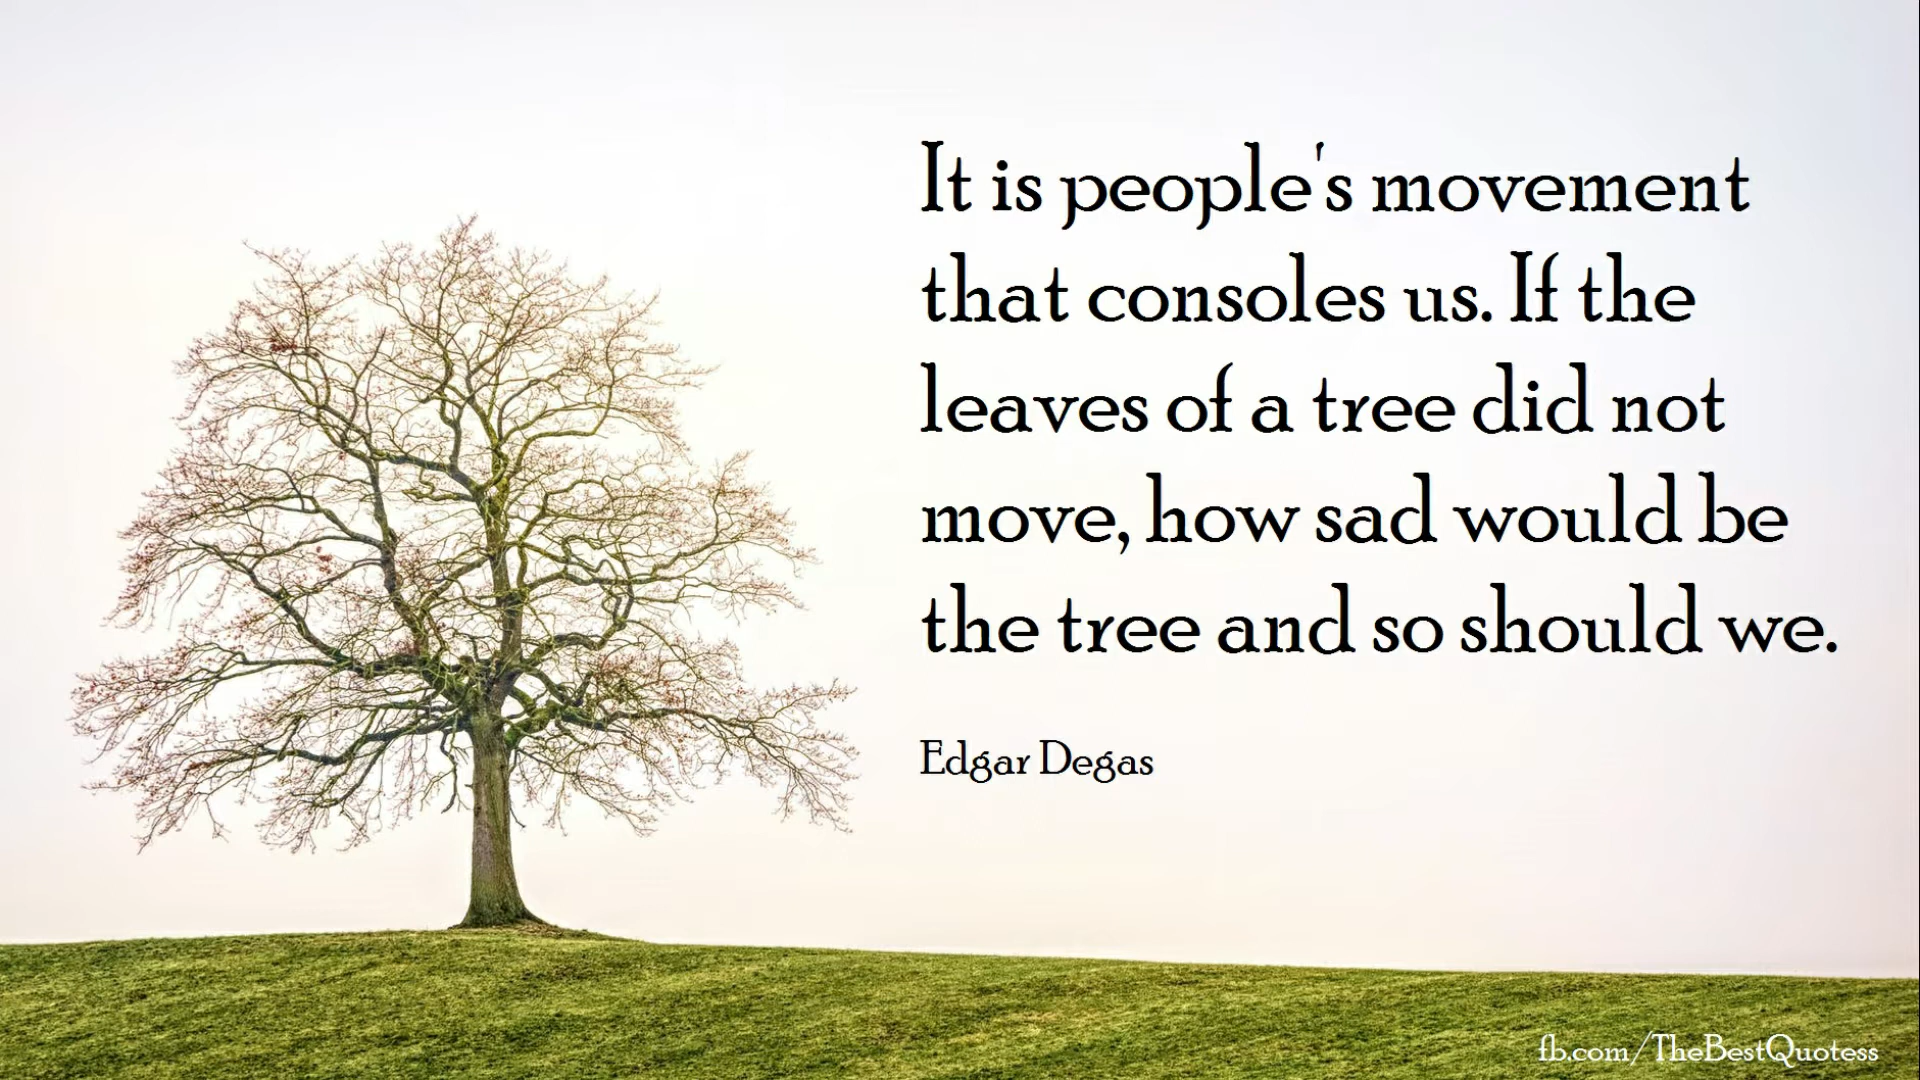 It is people's movement
that consoles us. If the
leaves of a tree did not
move, how sad would be
the tree and so should we.
Edgar Degas
fb.com/TheBestQuotess